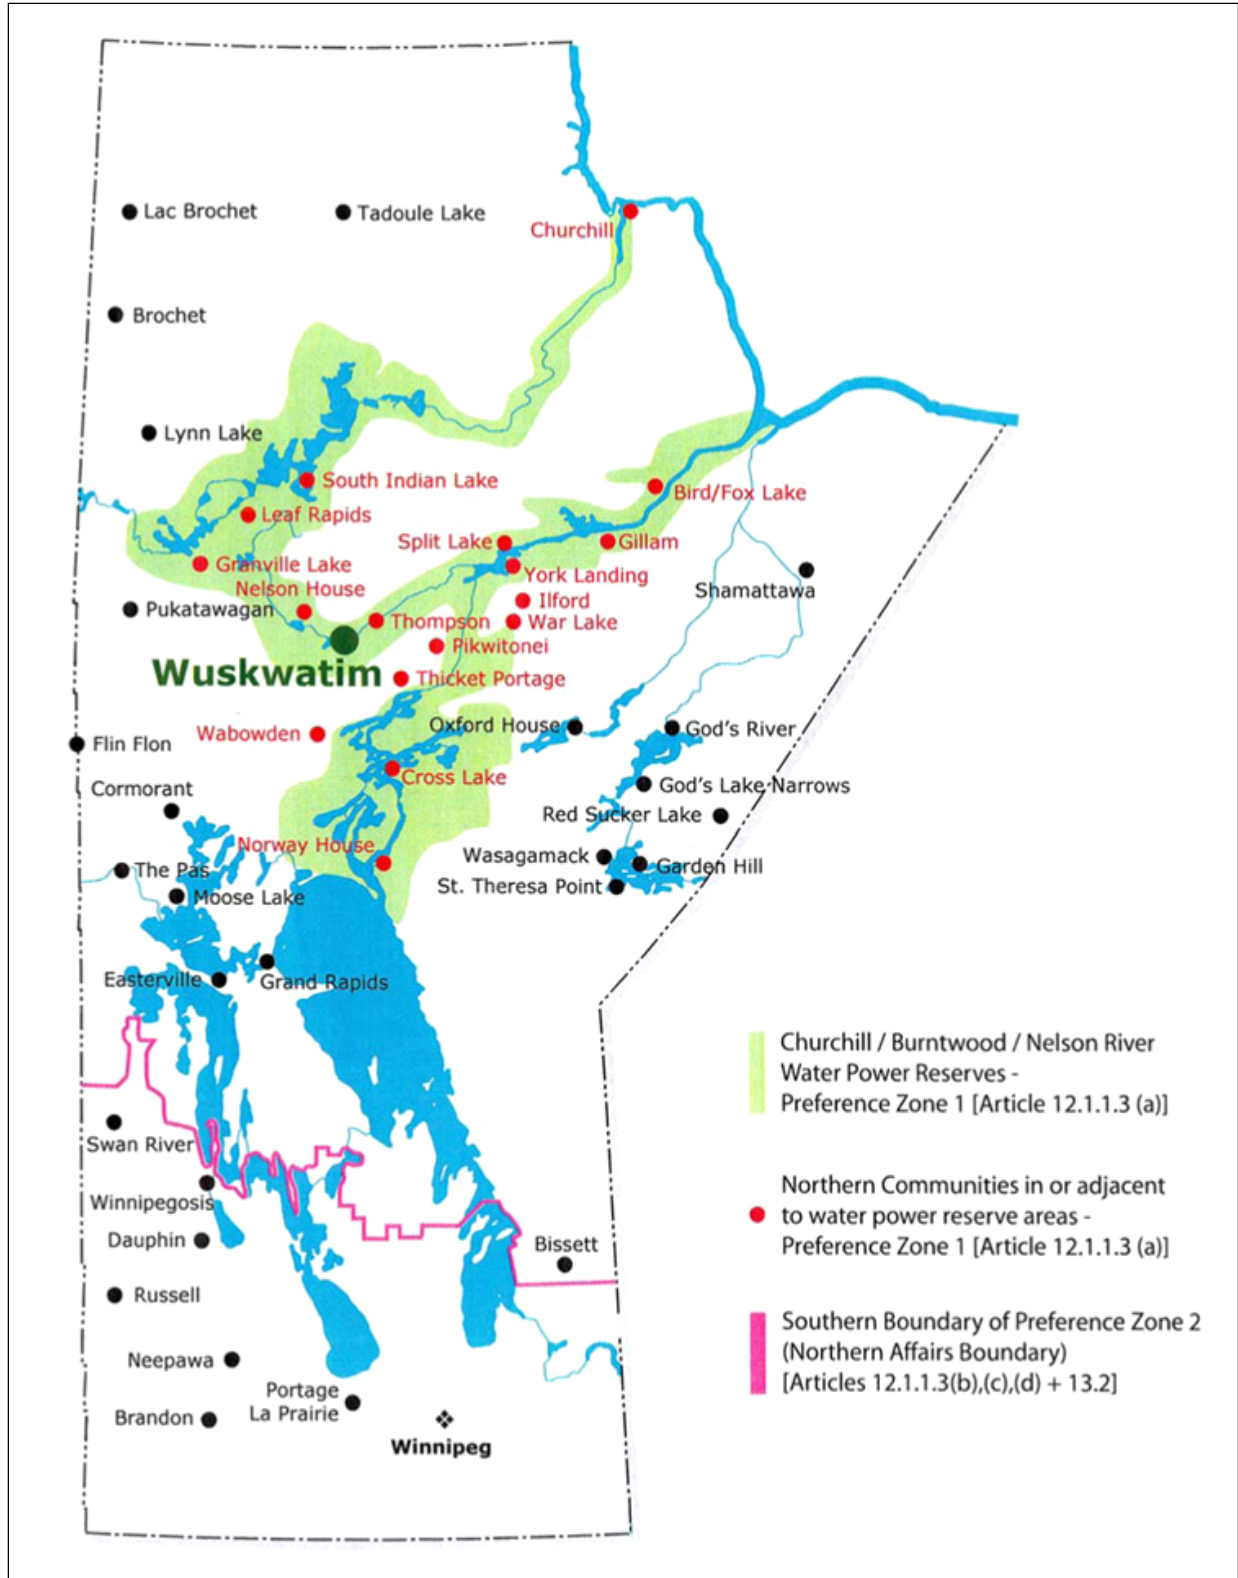 Lac Brochet
Tadoule Lake
Churchill
Brochet
Lynn Lake
South Indian Lake
Bird/Fox Lake
Leaf Rapids
Split Lake
Gillam
Granville Lake
York Landing
Nelson House
Shamattawa
Ilford
Pukatawagan
Thompson
War Lake
Pikwitonei
Wuskwatim
Thicket Portage
Oxford House
God's River
Wabowden
Flin Flon
Cross Lake
God's Lake Narrows
Cormorant
Red Sucker Lake
Norway House
Wasagamack
Garden Hill
The Pas
St. Theresa Point
Moose Lake
Easterville
Grand Rapids
Swan River
Winnipegosis
Dauphin
Bissett
Russell
Neepawa
Portage
La Prairie
Brandon
Winnipeg
Churchill / Burntwood / Nelson River
Water Power Reserves -
Preference Zone 1 [Article 12.1.1.3 (a)]
Northern Communities in or adjacent
to water power reserve areas -
Preference Zone 1 [Article 12.1.1.3 (a)]
Southern Boundary of Preference Zone 2
(Northern Affairs Boundary)
[Articles 12.1.1.3(b),(c),(d) + 13.2]